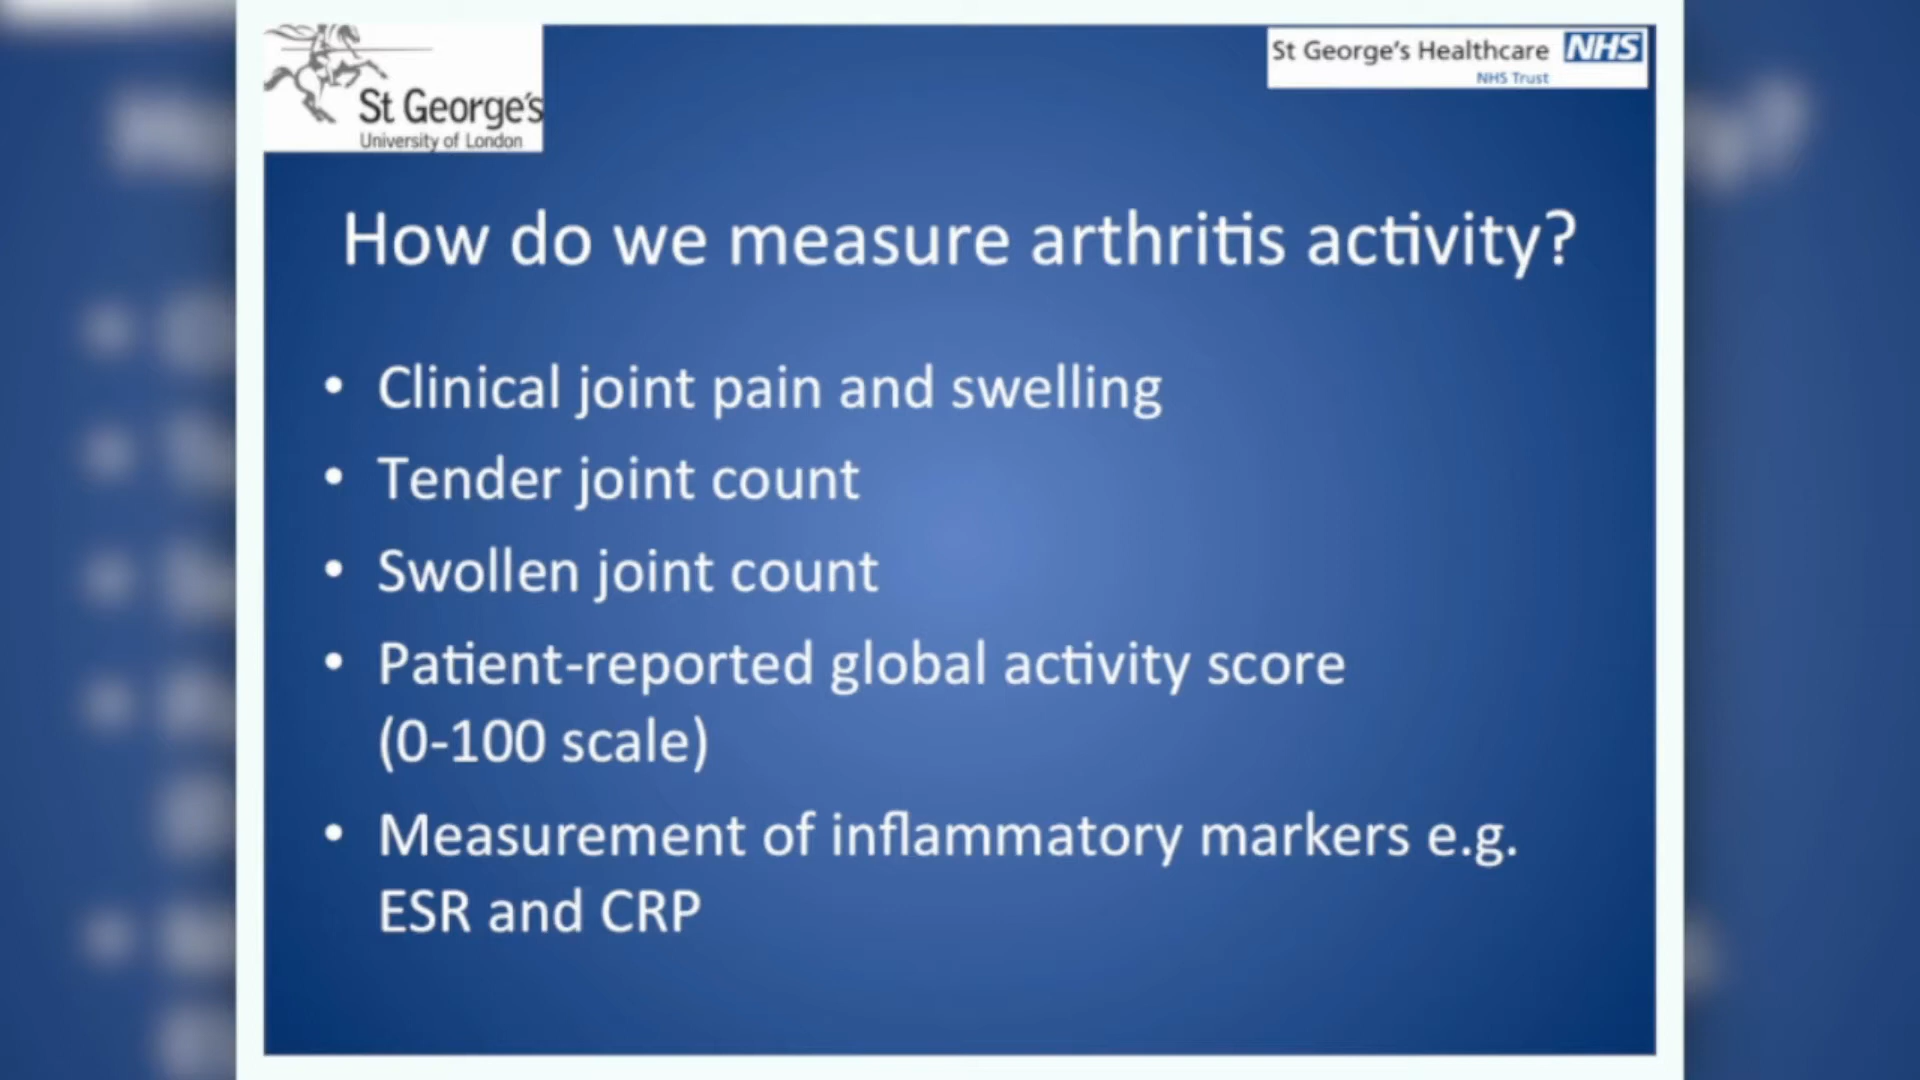 St George's
University of London
St George's Healthcare NHS
NHS Trust
How do we measure arthritis activity?
• Clinical joint pain and swelling
• Tender joint count
• Swollen joint count
• Patient-reported global activity score
(0-100 scale)
• Measurement of inflammatory markers e.g.
ESR and CRP